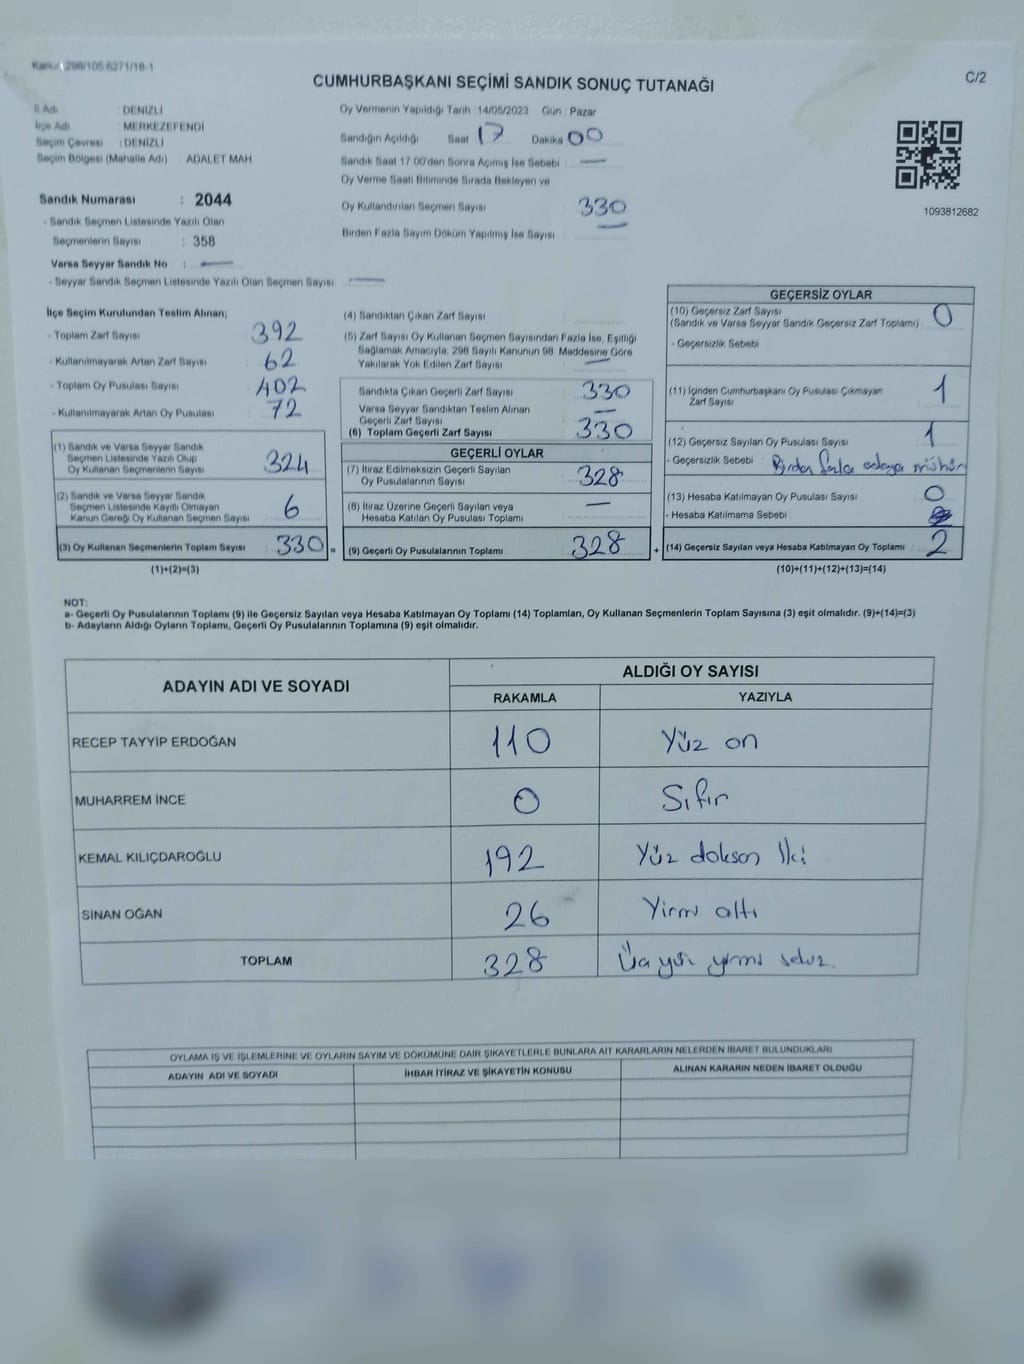 Kanun 298/105.6271/18-1
C/2
CUMHURBAŞKANI SEÇİMİ SANDIK SONUÇ TUTANAĞI
İl Adı : DENİZLİ
İlçe Adı : MERKEZEFENDİ
Seçim Çevresi : DENİZLİ
Seçim Bölgesi (Mahalle Adı) : ADALET MAH
Sandık Numarası : 2044
- Sandık Seçmen Listesinde Yazılı Olan
Seçmenlerin Sayısı : 358
Varsa Seyyar Sandık No : —
- Seyyar Sandık Seçmen Listesinde Yazılı Olan Seçmen Sayısı : —
Oy Vermenin Yapıldığı Tarih : 14/05/2023 Gün : Pazar
Sandığın Açıldığı Saat 17 Dakika 00
Sandık Saat 17:00'den Sonra Açmış İse Sebebi : —
Oy Verme Saati Bitiminde Sırada Bekleyen ve
Oy Kullandırılan Seçmen Sayısı : 330
Birden Fazla Sayım Döküm Yapılmış İse Sayısı : —
1093812682
İlçe Seçim Kurulundan Teslim Alınan;
- Toplam Zarf Sayısı 392
- Kullanılmayarak Artan Zarf Sayısı 62
- Toplam Oy Pusulası Sayısı 402
- Kullanılmayarak Artan Oy Pusulası 72
(1) Sandık ve Varsa Seyyar Sandık
Seçmen Listesinde Yazılı Olup
Oy Kullanan Seçmenlerin Sayısı : 324
(2) Sandık ve Varsa Seyyar Sandık
Seçmen Listesinde Kayıtlı Olmayan
Kanun Gereği Oy Kullanan Seçmen Sayısı : 6
(3) Oy Kullanan Seçmenlerin Toplam Sayısı : 330 =
(1)+(2)=(3)
(4) Sandıktan Çıkan Zarf Sayısı :
(5) Zarf Sayısı Oy Kullanan Seçmen Sayısından Fazla İse, Eşitliği
Sağlamak Amacıyla, 298 Sayılı Kanunun 98. Maddesine Göre
Yakılarak Yok Edilen Zarf Sayısı : —
Sandıkta Çıkan Geçerli Zarf Sayısı : 330
Varsa Seyyar Sandıktan Teslim Alınan
Geçerli Zarf Sayısı : —
(6) Toplam Geçerli Zarf Sayısı : 330
GEÇERLİ OYLAR
(7) İtiraz Edilmeksizin Geçerli Sayılan
Oy Pusulalarının Sayısı : 328
(8) İtiraz Üzerine Geçerli Sayılan veya
Hesaba Katılan Oy Pusulası Toplamı : —
(9) Geçerli Oy Pusulalarının Toplamı : 328 +
GEÇERSİZ OYLAR
(10) Geçersiz Zarf Sayısı
(Sandık ve Varsa Seyyar Sandık Geçersiz Zarf Toplamı) : 0
- Geçersizlik Sebebi :
(11) İçinden Cumhurbaşkanı Oy Pusulası Çıkmayan
Zarf Sayısı 1
(12) Geçersiz Sayılan Oy Pusulası Sayısı : 1
- Geçersizlik Sebebi : Birden fazla adaya mühür
(13) Hesaba Katılmayan Oy Pusulası Sayısı : 0
- Hesaba Katılmama Sebebi :
(14) Geçersiz Sayılan veya Hesaba Katılmayan Oy Toplamı : 2
(10)+(11)+(12)+(13)=(14)
NOT:
a- Geçerli Oy Pusulalarının Toplamı (9) ile Geçersiz Sayılan veya Hesaba Katılmayan Oy Toplamı (14) Toplamları, Oy Kullanan Seçmenlerin Toplam Sayısına (3) eşit olmalıdır. (9)+(14)=(3)
b- Adayların Aldığı Oyların Toplamı, Geçerli Oy Pusulalarının Toplamına (9) eşit olmalıdır.
ADAYIN ADI VE SOYADI ALDIĞI OY SAYISI
RAKAMLA YAZIYLA
RECEP TAYYİP ERDOĞAN 110 Yüz on
MUHARREM İNCE 0 Sıfır
KEMAL KILIÇDAROĞLU 192 Yüz doksan İki
SİNAN OĞAN 26 Yirmi altı
TOPLAM 328 Üç yüz yirmi sekiz.
OYLAMA İŞ VE İŞLEMLERİNE VE OYLARIN SAYIM VE DÖKÜMÜNE DAİR ŞİKAYETLERLE BUNLARA AİT KARARLARIN NELERDEN İBARET BULUNDUKLARI
ADAYIN ADI VE SOYADI İHBAR İTİRAZ VE ŞİKAYETİN KONUSU ALINAN KARARIN NEDEN İBARET OLDUĞU